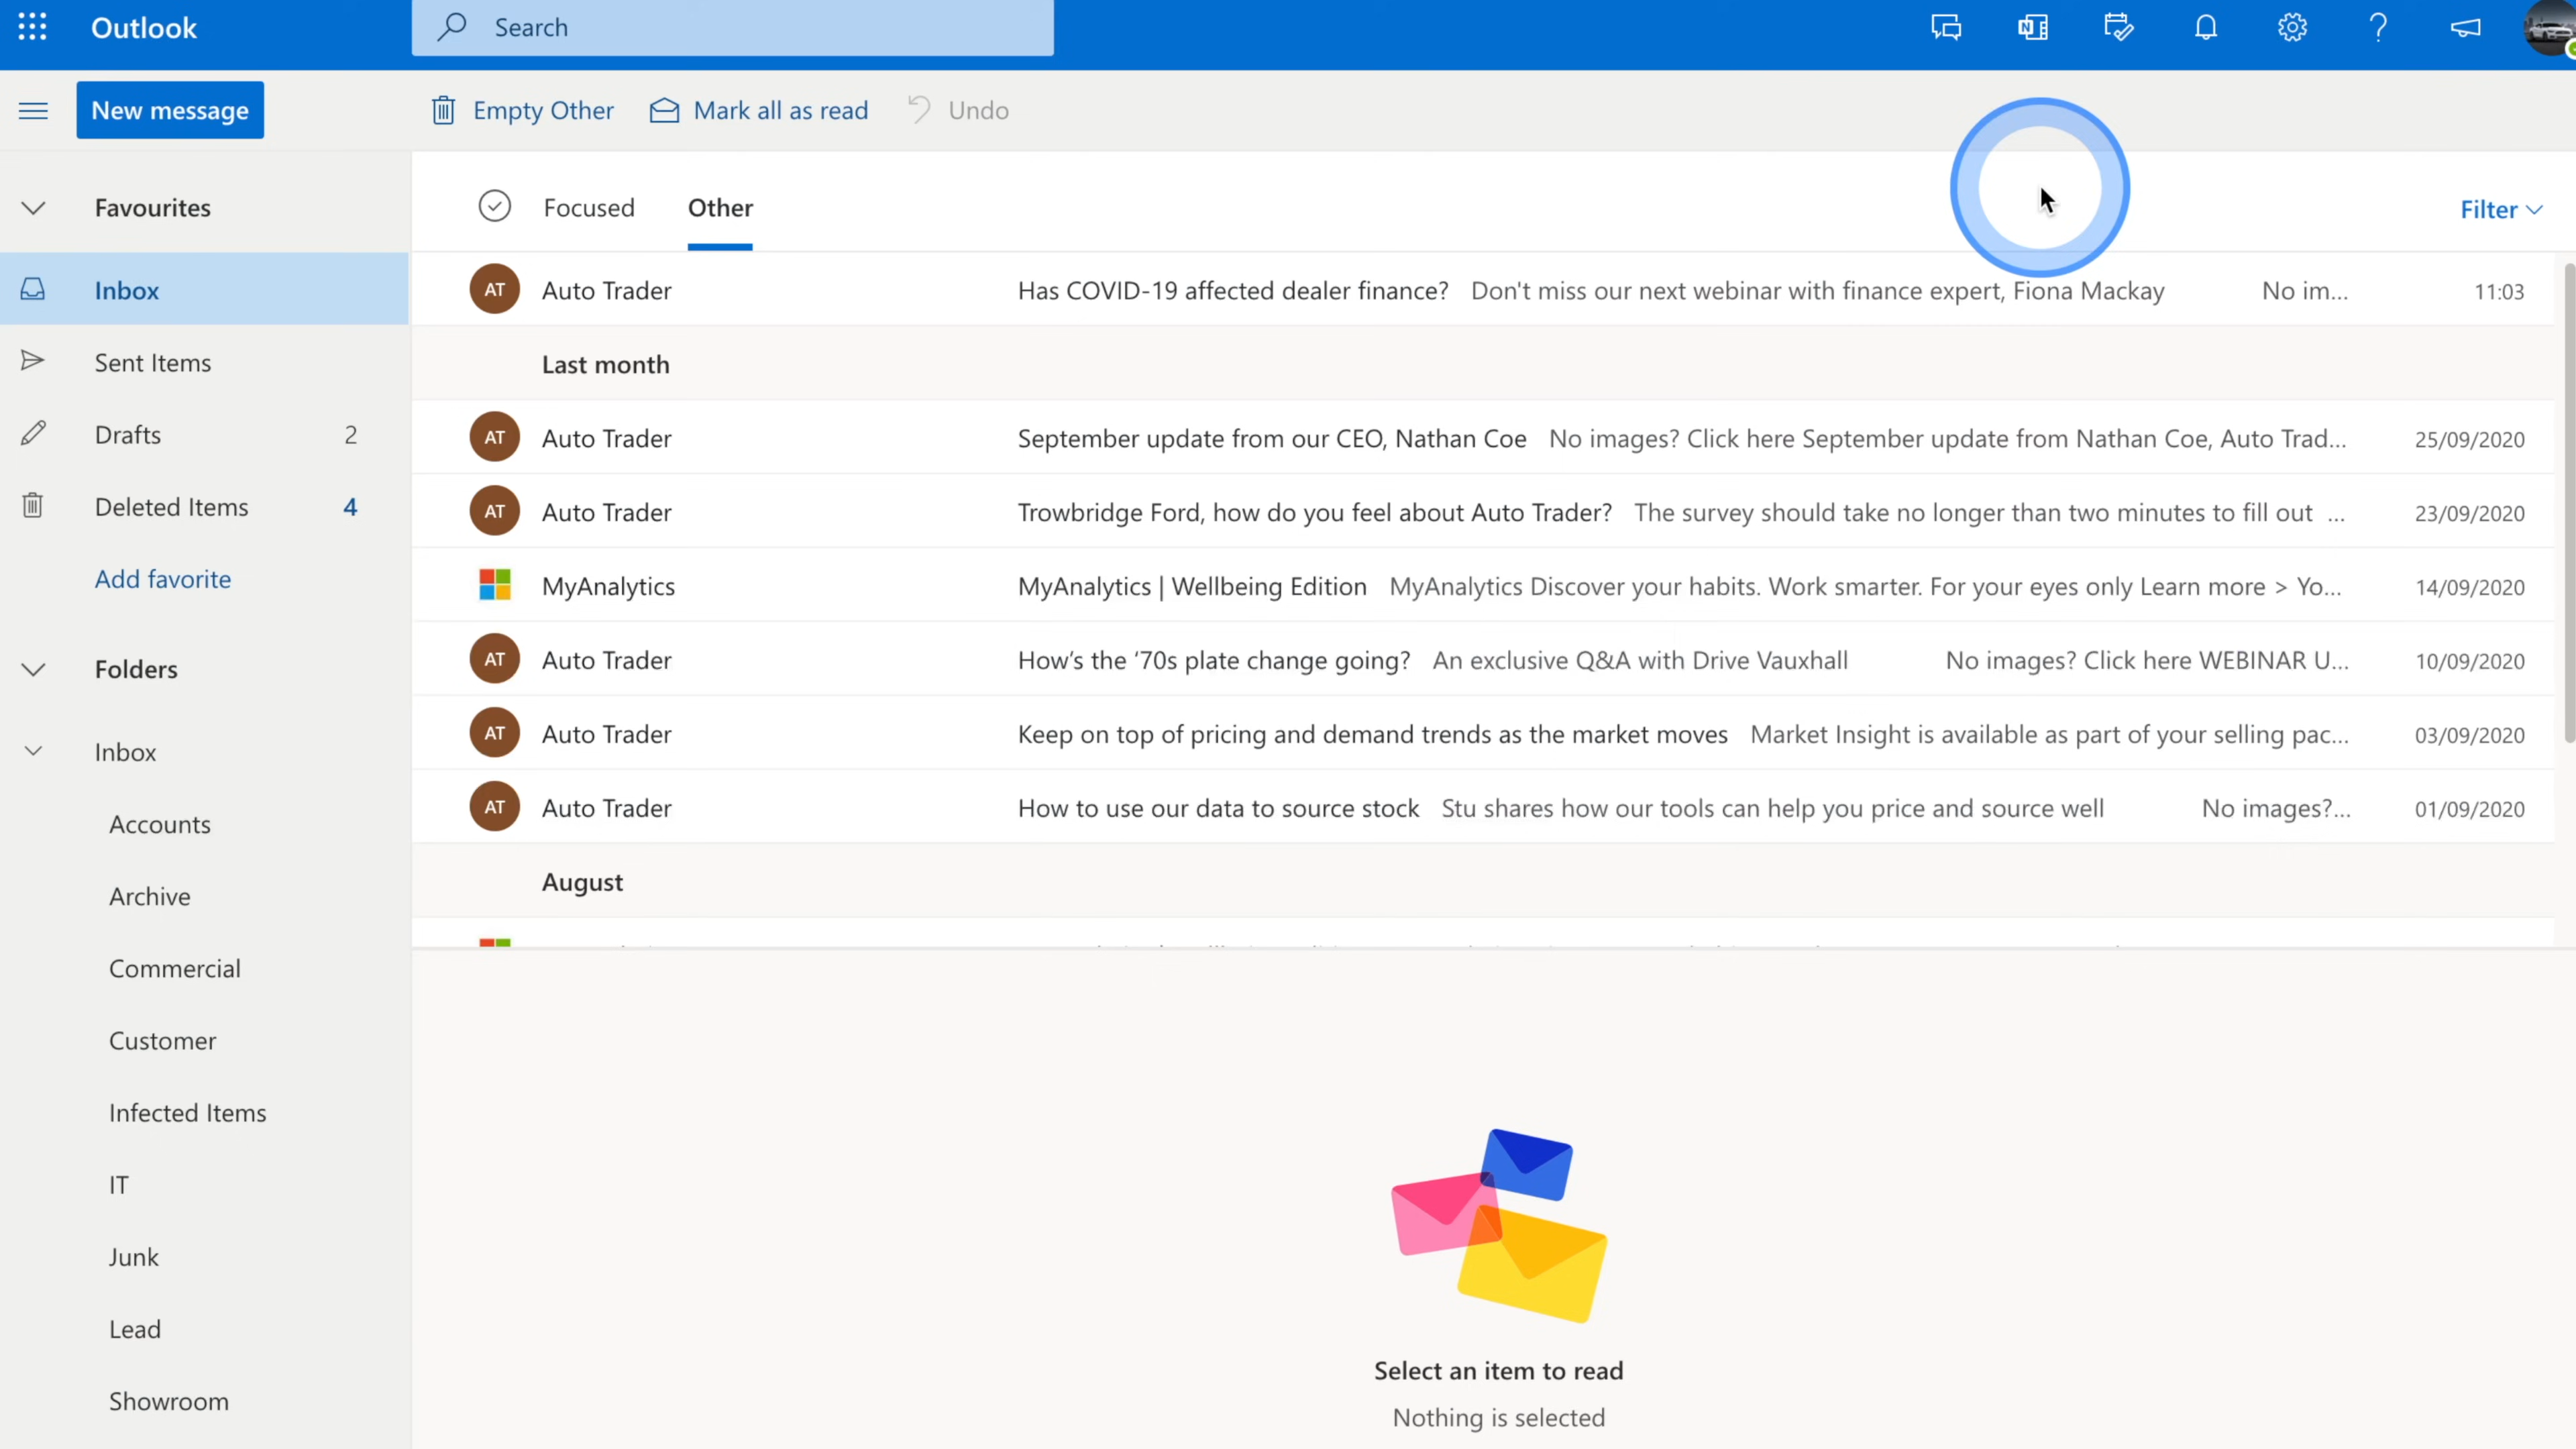 Outlook
Search
New message
Empty Other
Mark all as read
Undo
Favourites
Focused
Other
Filter
Inbox
AT Auto Trader Has COVID-19 affected dealer finance? Don't miss our next webinar with finance expert, Fiona Mackay No im... 11:03
Sent Items
Last month
Drafts 2
AT Auto Trader September update from our CEO, Nathan Coe No images? Click here September update from Nathan Coe, Auto Trad... 25/09/2020
Deleted Items 4
AT Auto Trader Trowbridge Ford, how do you feel about Auto Trader? The survey should take no longer than two minutes to fill out ... 23/09/2020
Add favorite
MyAnalytics MyAnalytics | Wellbeing Edition MyAnalytics Discover your habits. Work smarter. For your eyes only Learn more > Yo... 14/09/2020
Folders
AT Auto Trader How's the ‘70s plate change going? An exclusive Q&A with Drive Vauxhall No images? Click here WEBINAR U... 10/09/2020
Inbox
AT Auto Trader Keep on top of pricing and demand trends as the market moves Market Insight is available as part of your selling pac... 03/09/2020
Accounts
AT Auto Trader How to use our data to source stock Stu shares how our tools can help you price and source well No images?... 01/09/2020
Archive
August
Commercial
Customer
Infected Items
IT
Junk
Lead
Showroom
Select an item to read
Nothing is selected